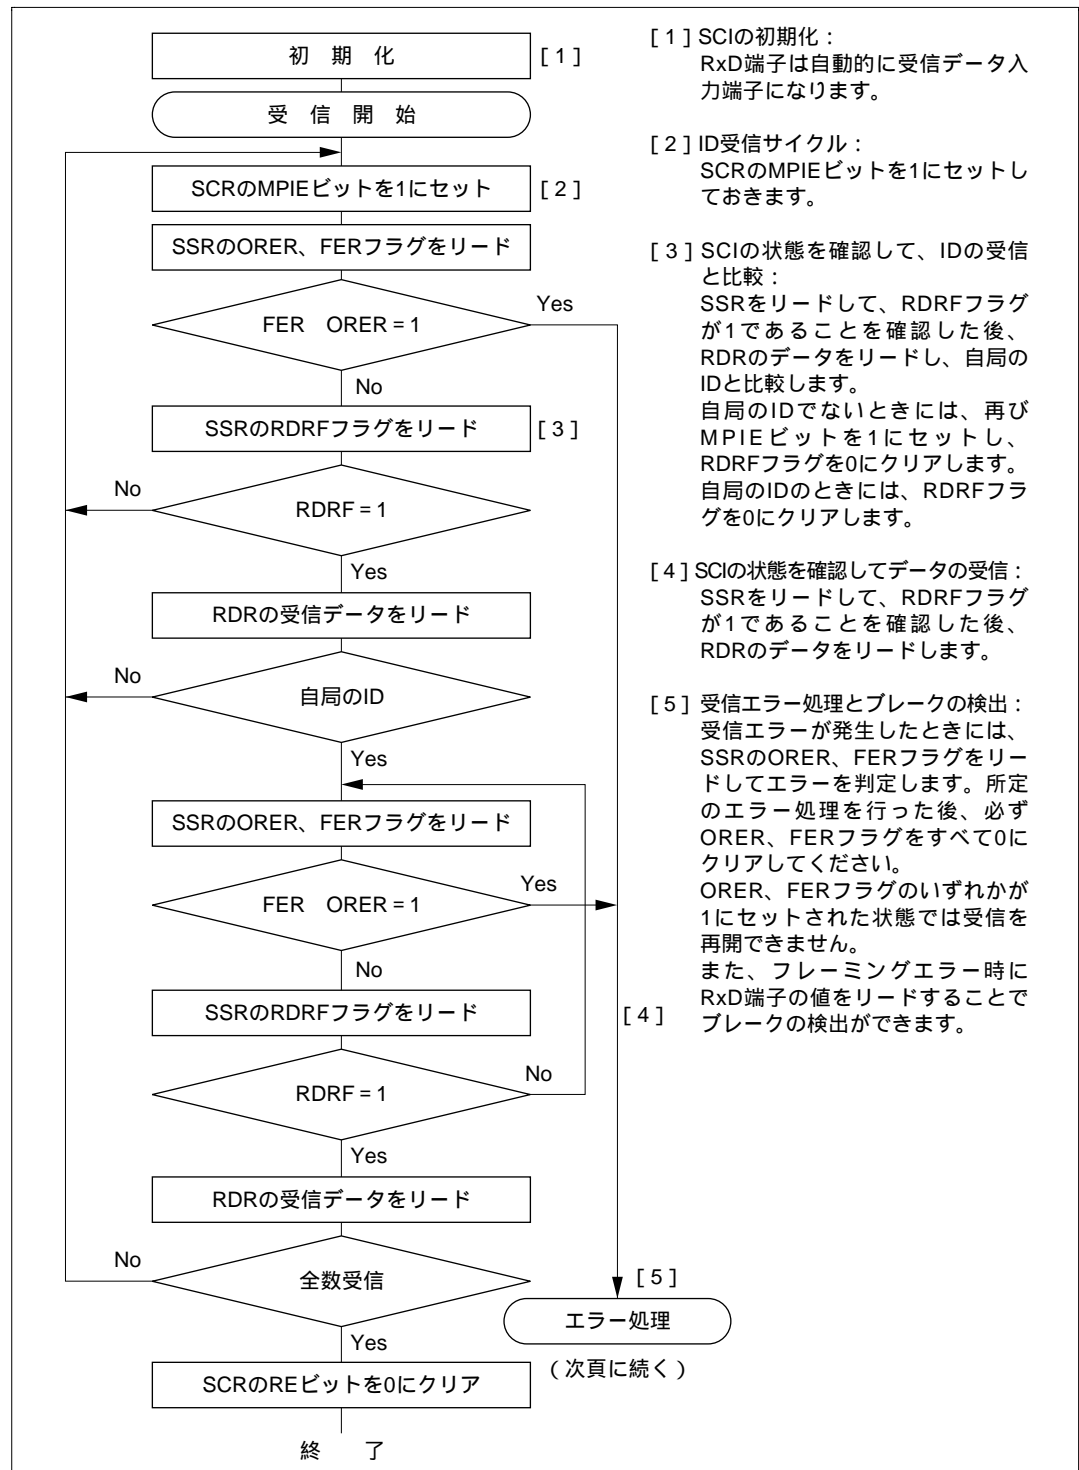 初 期 化 [1]
受 信 開 始
SCRのMPIEビットを1にセット [2]
SSRのORER、FERフラグをリード
FER ORER = 1
Yes
No
SSRのRDRFフラグをリード [3]
No
RDRF = 1
Yes
RDRの受信データをリード
No
自局のID
Yes
SSRのORER、FERフラグをリード
FER ORER = 1
Yes
No
SSRのRDRFフラグをリード
[4]
RDRF = 1
No
Yes
RDRの受信データをリード
No
全数受信
[5]
エラー処理
Yes
(次頁に続く)
SCRのREビットを0にクリア
終 了
[1] SCIの初期化:
RxD端子は自動的に受信データ入
力端子になります。
[2] ID受信サイクル:
SCRのMPIEビットを1にセットし
ておきます。
[3] SCIの状態を確認して、IDの受信
と比較:
SSRをリードして、RDRFフラグ
が1であることを確認した後、
RDRのデータをリードし、自局の
IDと比較します。
自局のIDでないときには、再び
MPIEビットを1にセットし、
RDRFフラグを0にクリアします。
自局のIDのときには、RDRFフラ
グを0にクリアします。
[4] SCIの状態を確認してデータの受信:
SSRをリードして、RDRFフラグ
が1であることを確認した後、
RDRのデータをリードします。
[5] 受信エラー処理とブレークの検出:
受信エラーが発生したときには、
SSRのORER、FERフラグをリー
ドしてエラーを判定します。所定
のエラー処理を行った後、必ず
ORER、FERフラグをすべて0に
クリアしてください。
ORER、FERフラグのいずれかが
1にセットされた状態では受信を
再開できません。
また、フレーミングエラー時に
RxD端子の値をリードすることで
ブレークの検出ができます。